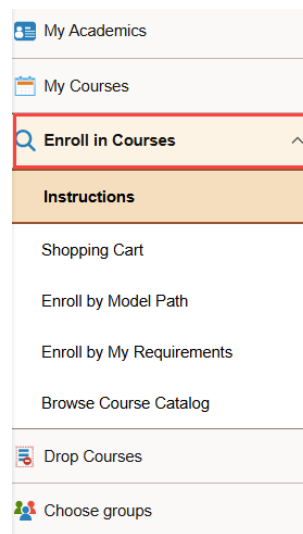 My Academics
My Courses
Enroll in Courses
Instructions
Shopping Cart
Enroll by Model Path
Enroll by My Requirements
Browse Course Catalog
Drop Courses
Choose groups